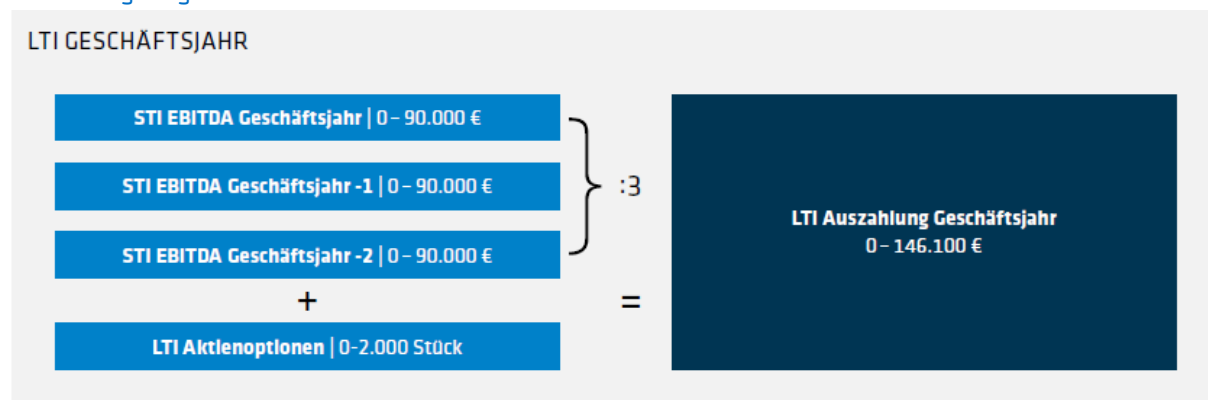 LTI GESCHÄFTSJAHR
STI EBITDA Geschäftsjahr | 0 – 90.000 €
STI EBITDA Geschäftsjahr -1 | 0 – 90.000 €
STI EBITDA Geschäftsjahr -2 | 0 – 90.000 €
:3
+
=
LTI Aktienoptionen | 0-2.000 Stück
LTI Auszahlung Geschäftsjahr
0 – 146.100 €